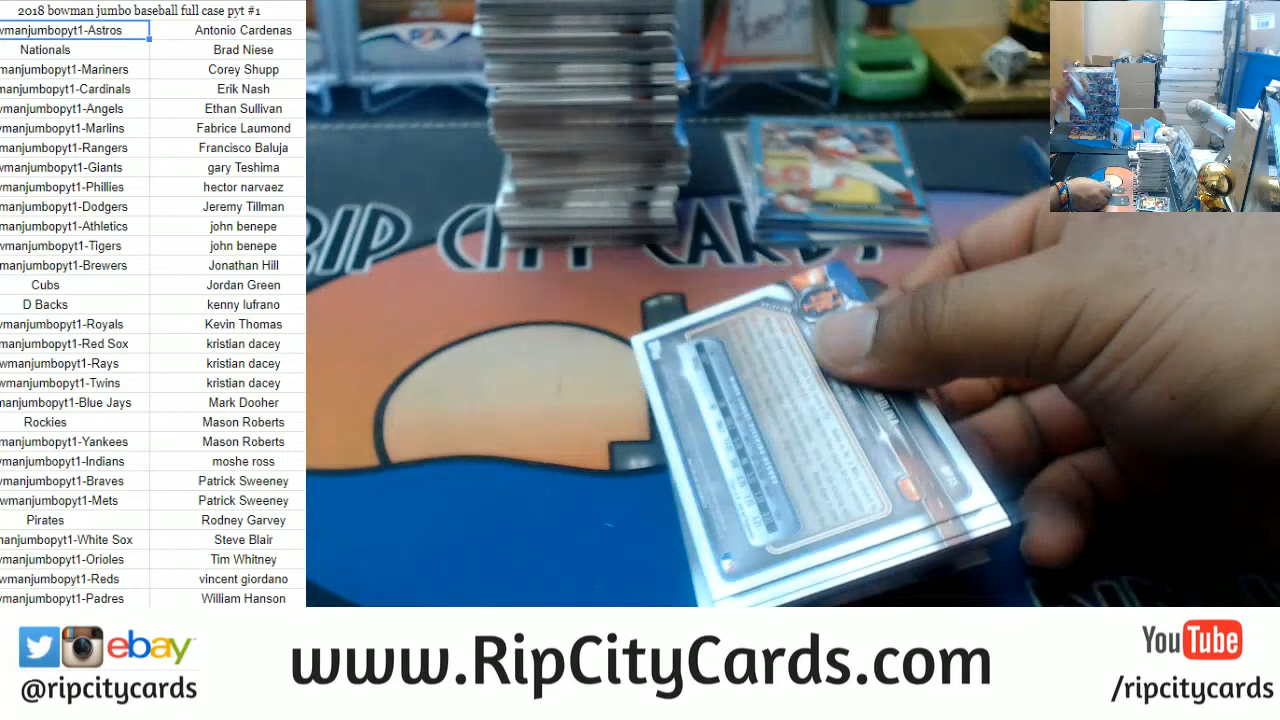 2018 bowman jumbo baseball full case pyt #1
wmanjumbopyt1-Astros Antonio Cardenas
Nationals Brad Niese
manjumbopyt1-Mariners Corey Shupp
manjumbopyt1-Cardinals Erik Nash
wmanjumbopyt1-Angels Ethan Sullivan
manjumbopyt1-Marlins Fabrice Laumond
manjumbopyt1-Rangers Francisco Baluja
wmanjumbopyt1-Giants gary Teshima
manjumbopyt1-Phillies hector narvaez
manjumbopyt1-Dodgers Jeremy Tillman
manjumbopyt1-Athletics john benepe
wmanjumbopyt1-Tigers john benepe
manjumbopyt1-Brewers Jonathan Hill
Cubs Jordan Green
D Backs kenny lufrano
wmanjumbopyt1-Royals Kevin Thomas
manjumbopyt1-Red Sox kristian dacey
wmanjumbopyt1-Rays kristian dacey
wmanjumbopyt1-Twins kristian dacey
manjumbopyt1-Blue Jays Mark Dooher
Rockies Mason Roberts
manjumbopyt1-Yankees Mason Roberts
manjumbopyt1-Indians moshe ross
manjumbopyt1-Braves Patrick Sweeney
wmanjumbopyt1-Mets Patrick Sweeney
Pirates Rodney Garvey
manjumbopyt1-White Sox Steve Blair
manjumbopyt1-Orioles Tim Whitney
wmanjumbopyt1-Reds vincent giordano
manjumbopyt1-Padres William Hanson
RIP CITY CARDS
ebay
@ripcitycards
www.RipCityCards.com
YouTube
/ripcitycards